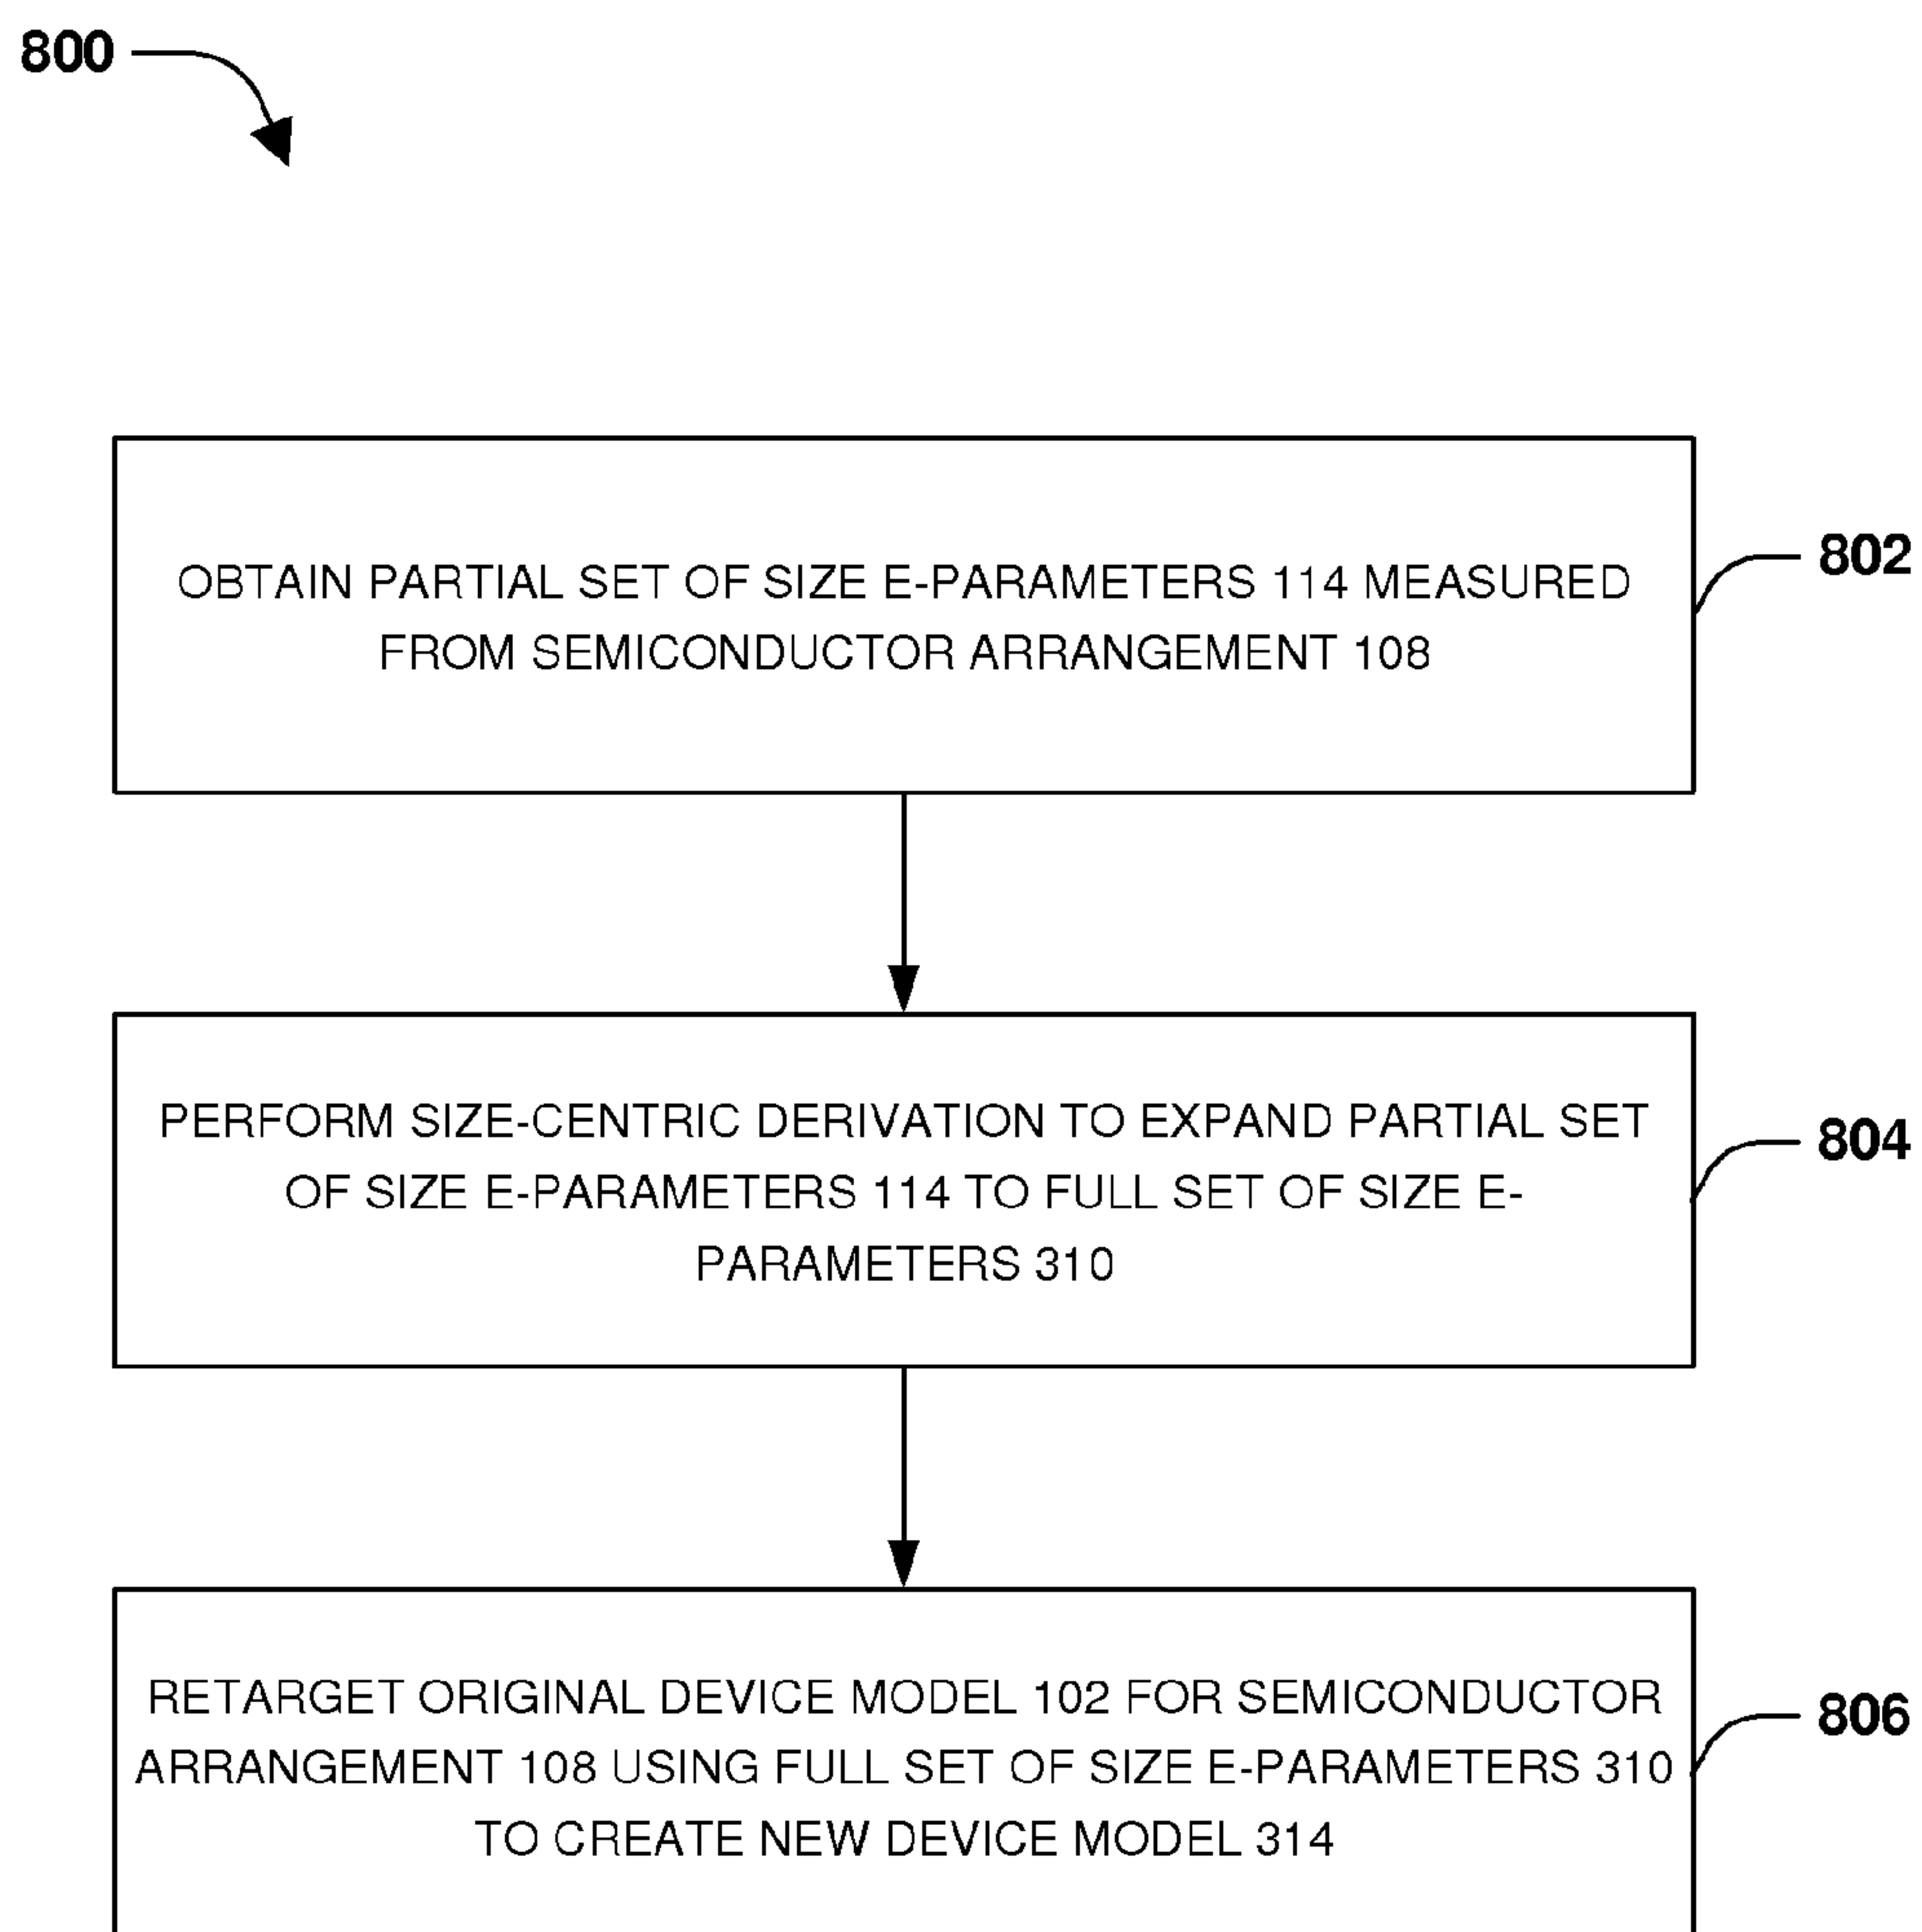 800
OBTAIN PARTIAL SET OF SIZE E-PARAMETERS 114 MEASURED
FROM SEMICONDUCTOR ARRANGEMENT 108
802
PERFORM SIZE-CENTRIC DERIVATION TO EXPAND PARTIAL SET
OF SIZE E-PARAMETERS 114 TO FULL SET OF SIZE E-
PARAMETERS 310
804
RETARGET ORIGINAL DEVICE MODEL 102 FOR SEMICONDUCTOR
ARRANGEMENT 108 USING FULL SET OF SIZE E-PARAMETERS 310
TO CREATE NEW DEVICE MODEL 314
806